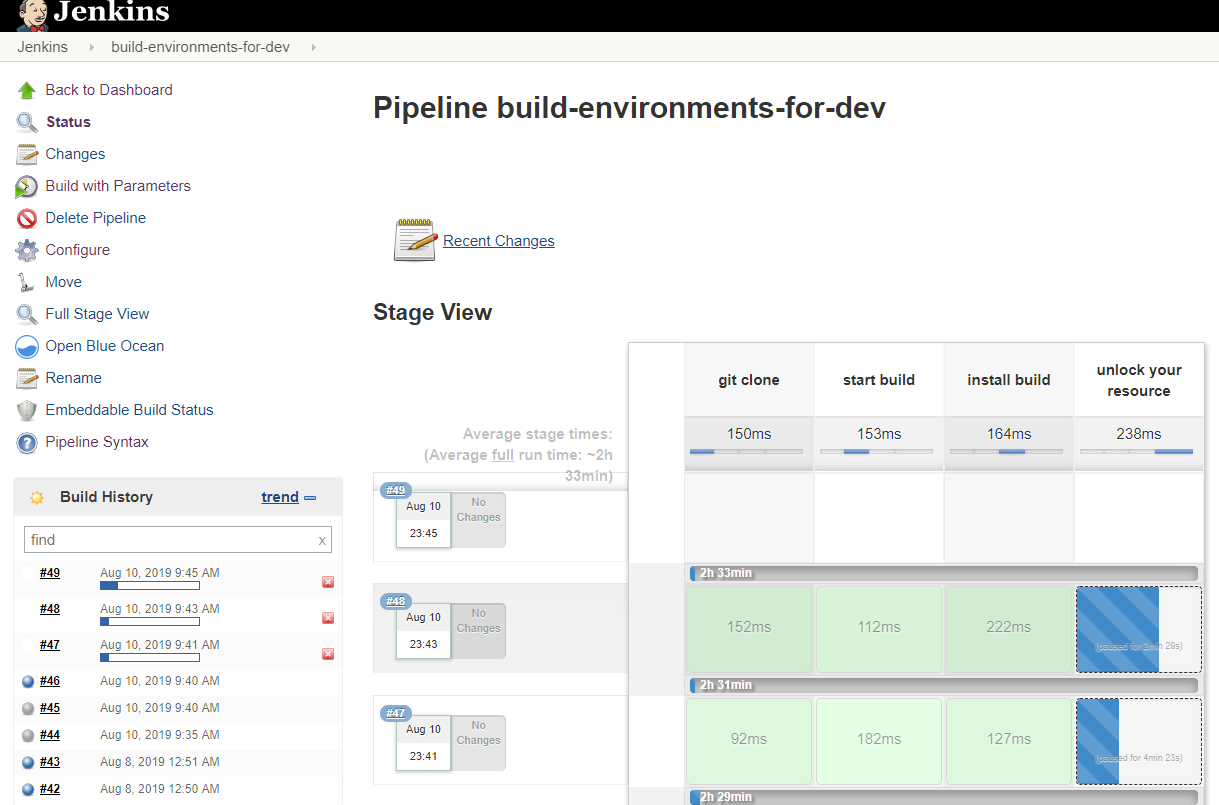 Jenkins
Jenkins
build-environments-for-dev
Back to Dashboard
Status
Changes
Build with Parameters
Delete Pipeline
Configure
Move
Full Stage View
Open Blue Ocean
Rename
Embeddable Build Status
Pipeline Syntax
Build History
trend
find
x
#49 Aug 10, 2019 9:45 AM
#48 Aug 10, 2019 9:43 AM
#47 Aug 10, 2019 9:41 AM
#46 Aug 10, 2019 9:40 AM
#45 Aug 10, 2019 9:40 AM
#44 Aug 10, 2019 9:35 AM
#43 Aug 8, 2019 12:51 AM
#42 Aug 8, 2019 12:50 AM
Pipeline build-environments-for-dev
Recent Changes
Stage View
git clone
start build
install build
unlock your
resource
Average stage times:
(Average full run time: ~2h
33min)
150ms
153ms
164ms
238ms
#49
Aug 10
23:45
No
Changes
2h 33min
#48
Aug 10
23:43
No
Changes
152ms
112ms
222ms
(paused for 2min 29s)
2h 31min
#47
Aug 10
23:41
No
Changes
92ms
182ms
127ms
(paused for 4min 23s)
2h 29min